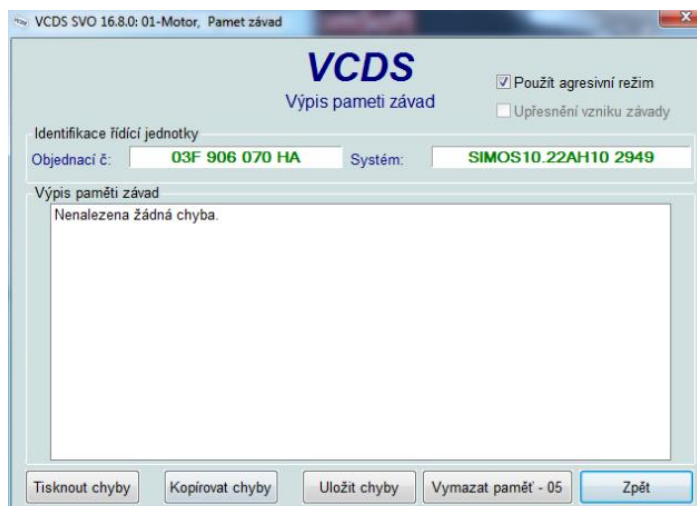 VCDS SVO 16.8.0: 01-Motor, Pamet závad
VCDS
Výpis pameti závad
Použít agresivní režim
Upřesnění vzniku závady
Identifikace řídící jednotky
Objednací č: 03F 906 070 HA Systém: SIMOS10.22AH10 2949
Výpis paměti závad
Nenalezena žádná chyba.
Tisknout chyby Kopírovat chyby Uložit chyby Vymazat paměť - 05 Zpět